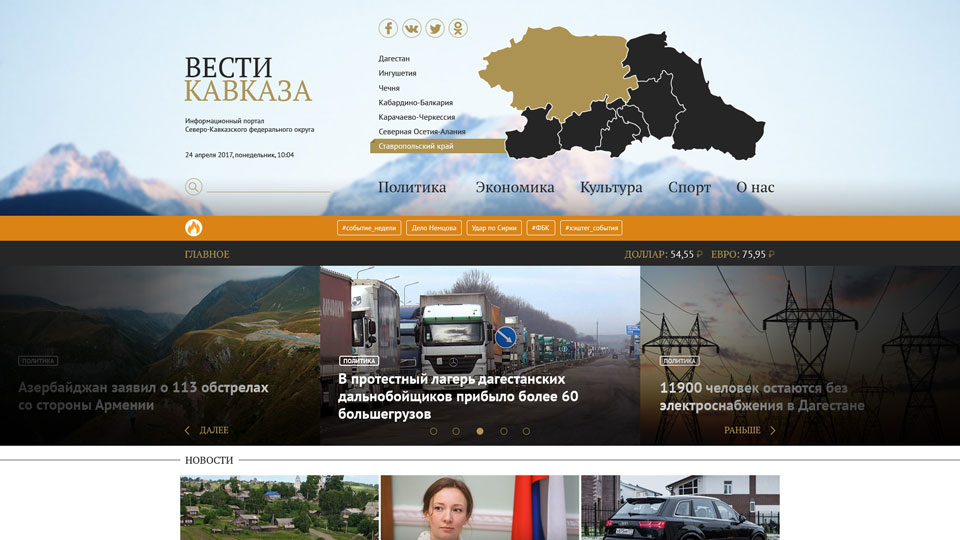 ВЕСТИ
КАВКАЗА
Информационный портал
Северо-Кавказского федерального округа
24 апреля 2017, понедельник, 10:04
Дагестан
Ингушетия
Чечня
Кабардино-Балкария
Карачаево-Черкессия
Северная Осетия-Алания
Ставропольский край
Политика Экономика Культура Спорт О нас
#событие_недели Дело Немцова Удар по Сирии #ФБК #хэштег_события
ГЛАВНОЕ ДОЛЛАР: 54,55 ₽ ЕВРО: 75,95 ₽
ПОЛИТИКА
Азербайджан заявил о 113 обстрелах
со стороны Армении
ДАЛЕЕ
ПОЛИТИКА
В протестный лагерь дагестанских
дальнобойщиков прибыло более 60
большегрузов
ПОЛИТИКА
11900 человек остаются без
электроснабжения в Дагестане
РАНЬШЕ
НОВОСТИ